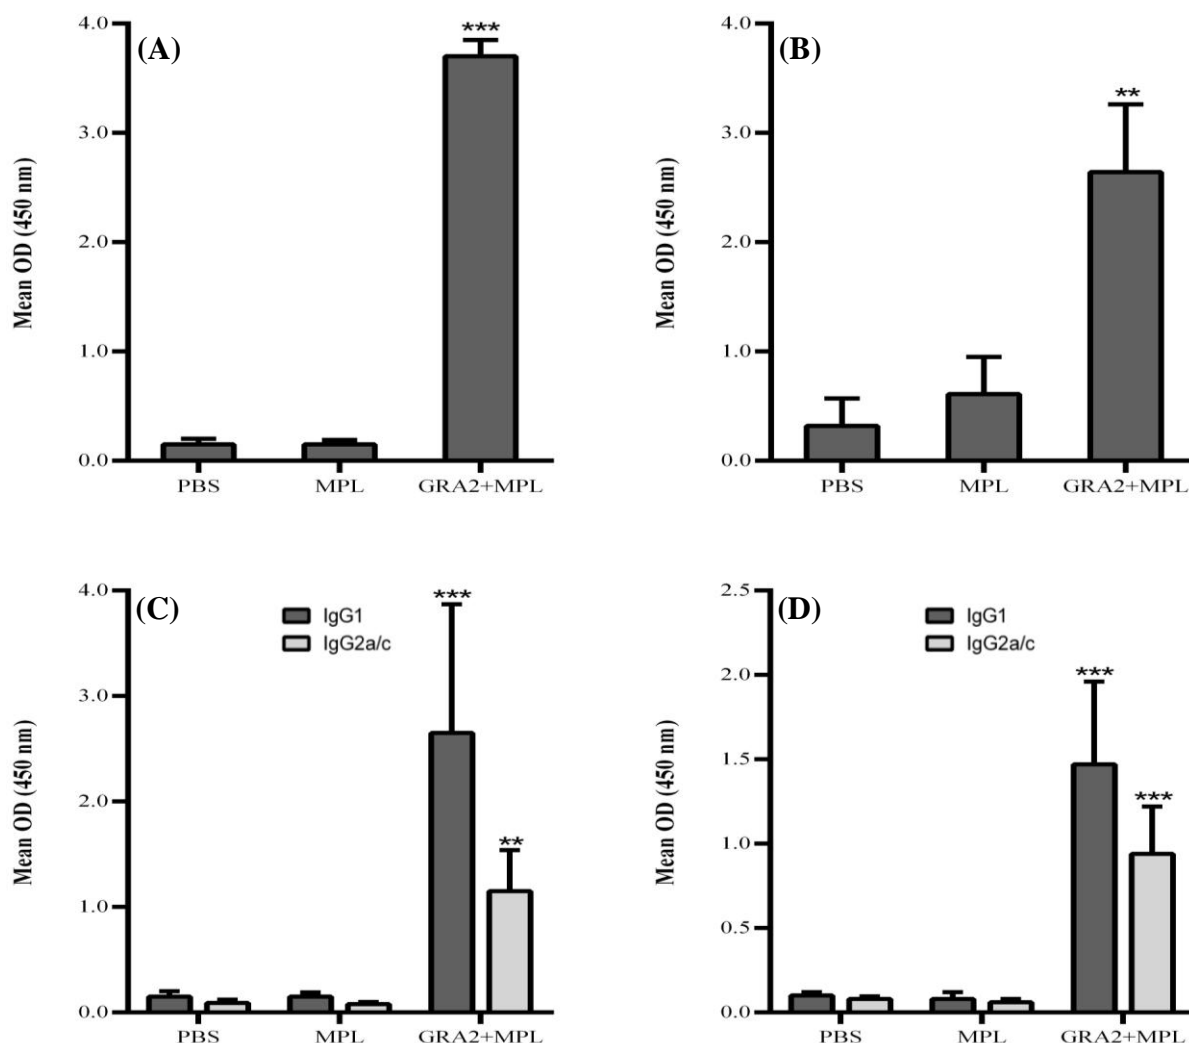 (A)
Mean OD (450 nm)
4.0
3.0
2.0
1.0
0.0
***
PBS
MPL
GRA2+MPL
(B)
Mean OD (450 nm)
4.0
3.0
2.0
1.0
0.0
**
PBS
MPL
GRA2+MPL
(C)
Mean OD (450 nm)
4.0
3.0
2.0
1.0
0.0
IgG1
IgG2a/c
***
**
PBS
MPL
GRA2+MPL
(D)
Mean OD (450 nm)
2.5
2.0
1.5
1.0
0.5
0.0
IgG1
IgG2a/c
***
***
PBS
MPL
GRA2+MPL